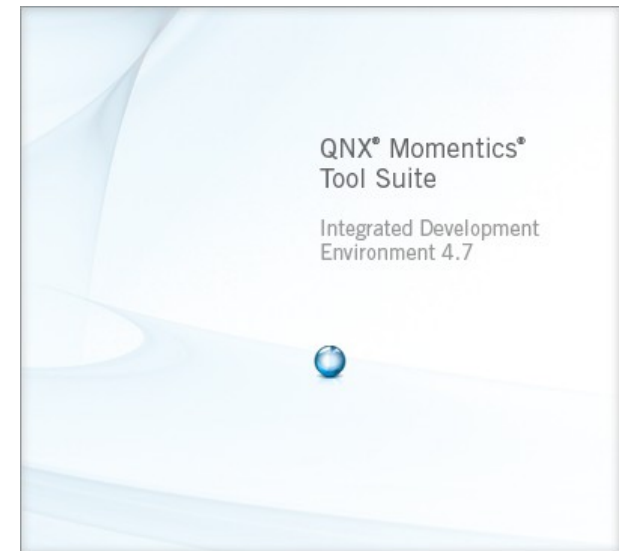 QNX® Momentics®
Tool Suite
Integrated Development
Environment 4.7